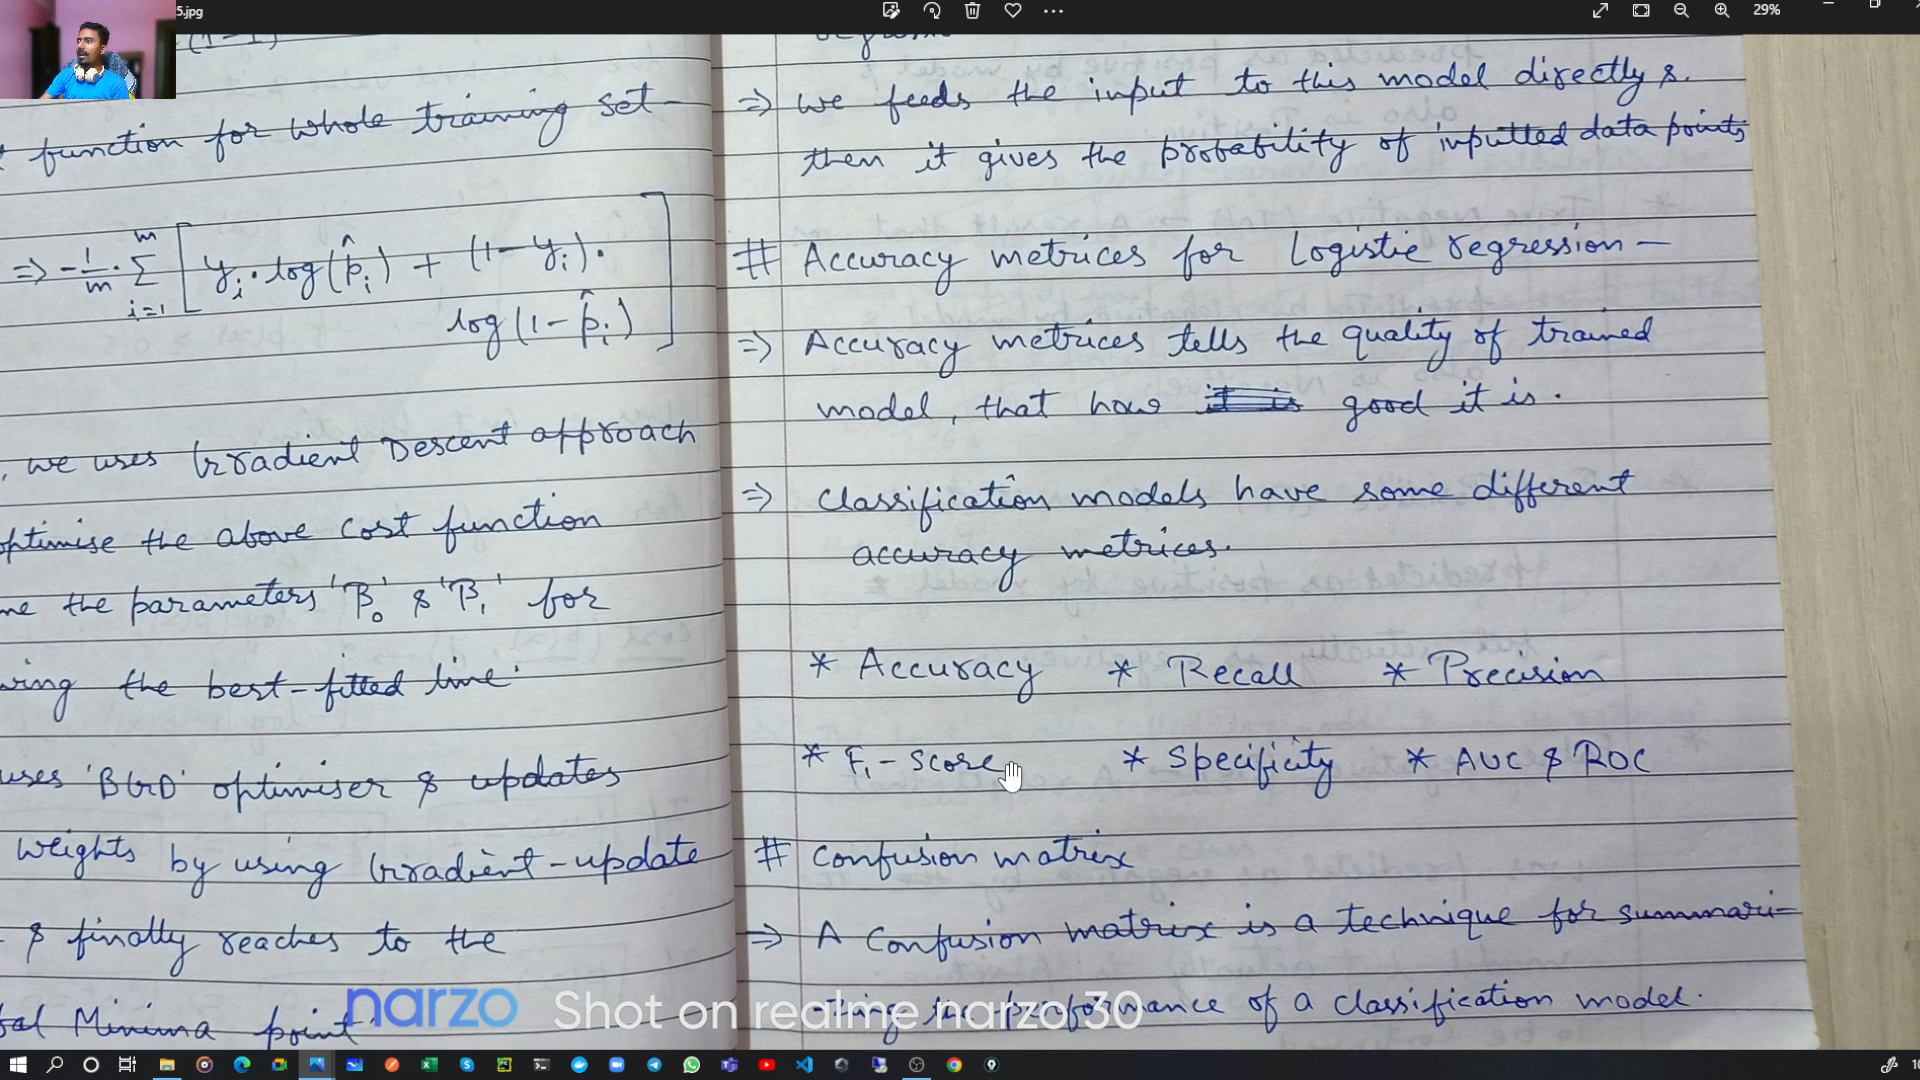 5.jpg
29%
function for whole training set -
=> -1/m · Σ i=1 m [ yi · log(p̂i) + (1 - yi) ·
log(1 - p̂i) ]
, we uses Gradient Descent approach
optimise the above cost function
the parameters 'β0' & 'β1' for
the best-fitted line.
uses 'BGD' optimiser & updates
weights by using Gradient-update
& finally reaches to the
Minima point.
=> we feeds the input to this model directly &
then it gives the probability of inputted data points
# Accuracy metrices for Logistic regression -
=> Accuracy metrices tells the quality of trained
model, that how it is good it is.
=> Classification models have some different
accuracy metrices.
* Accuracy * Recall * Precision
* F1 - Score * Specificity * AUC & ROC
# Confusion matrix
=> A Confusion matrix is a technique for summari-
-zing the performance of a classification model.
narzo Shot on realme narzo 30